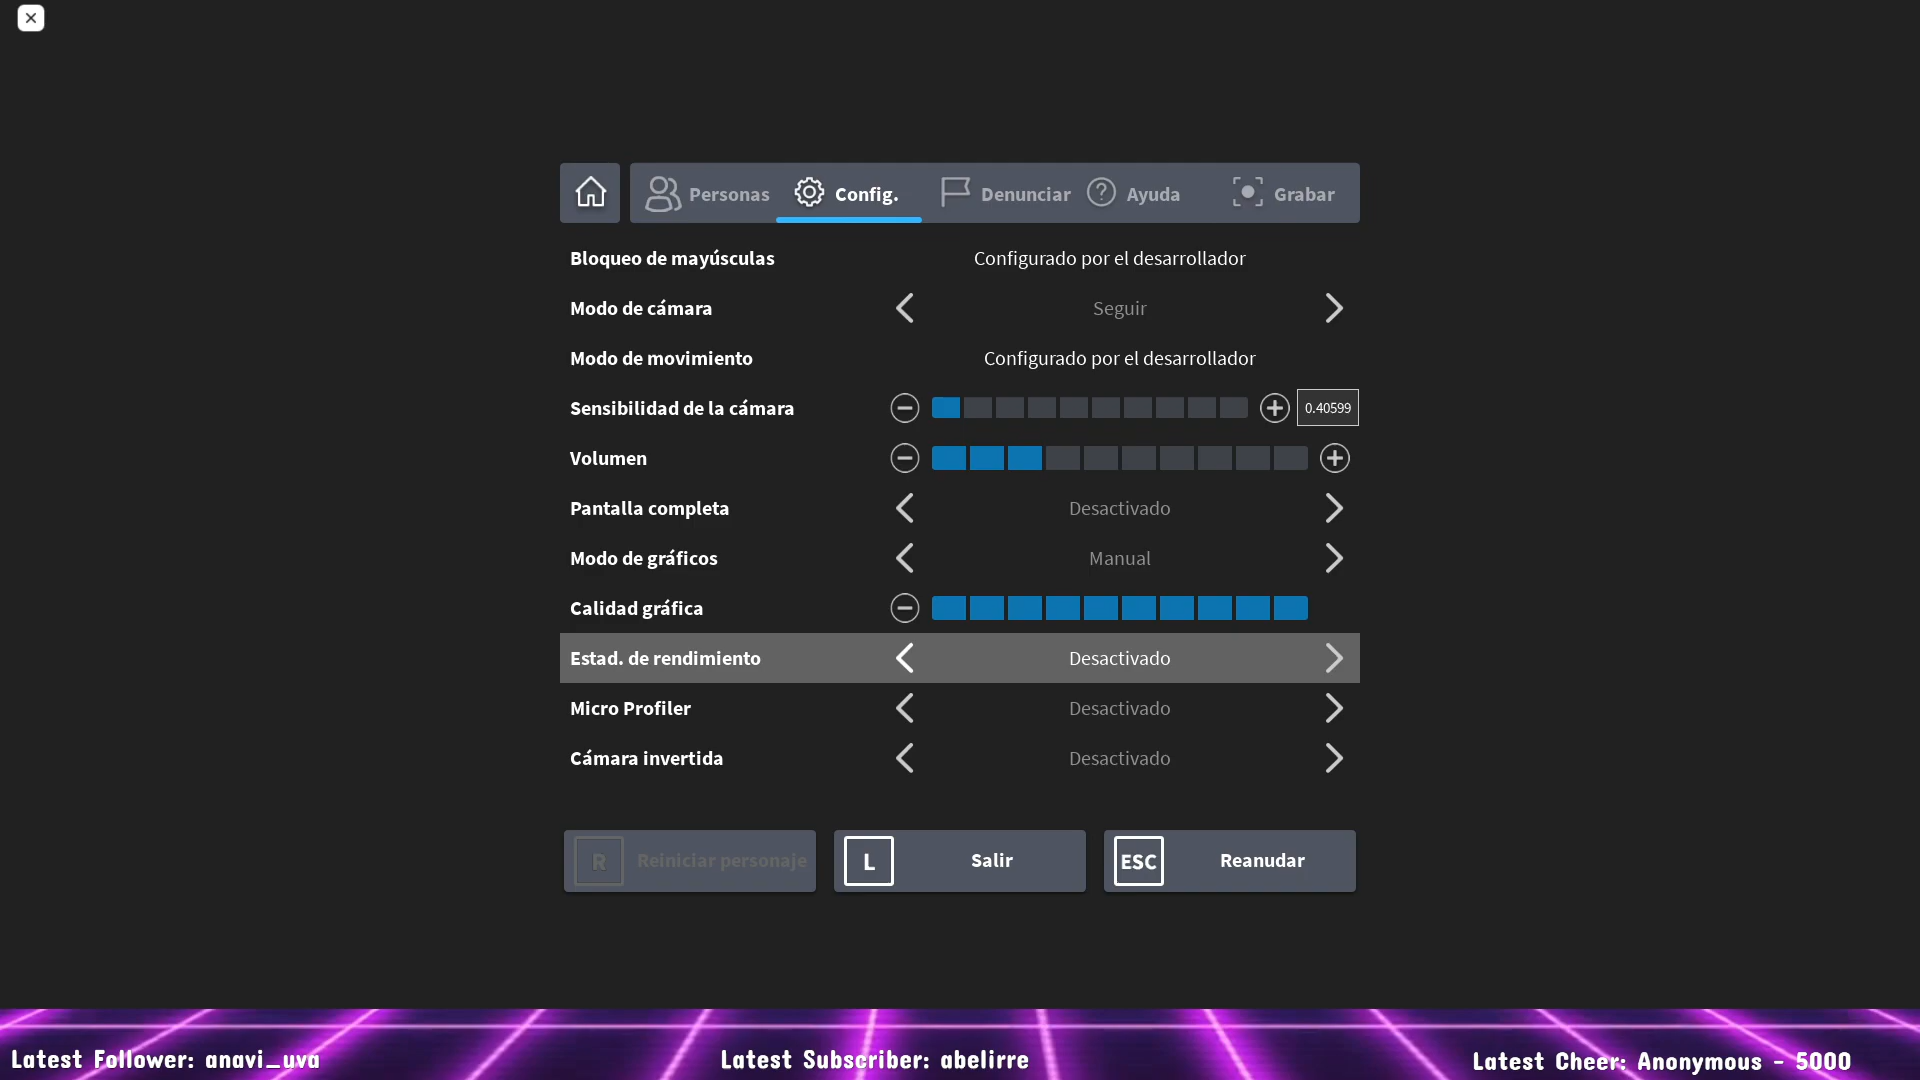 Personas Config. Denunciar Ayuda Grabar
Bloqueo de mayúsculas Configurado por el desarrollador
Modo de cámara Seguir
Modo de movimiento Configurado por el desarrollador
Sensibilidad de la cámara 0.40599
Volumen
Pantalla completa Desactivado
Modo de gráficos Manual
Calidad gráfica
Estad. de rendimiento Desactivado
Micro Profiler Desactivado
Cámara invertida Desactivado
R Reiniciar personaje L Salir ESC Reanudar
Latest Follower: anavi_uva Latest Subscriber: abelirre Latest Cheer: Anonymous - 5000